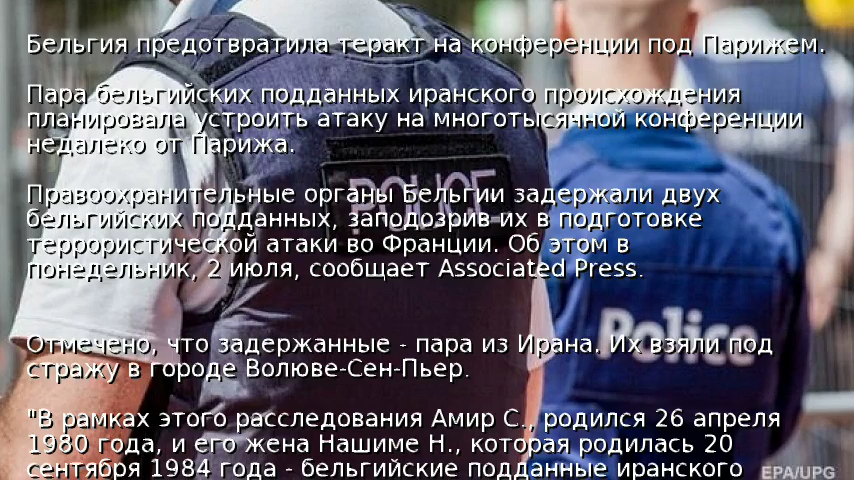 Бельгия предотвратила теракт на конференции под Парижем.
Пара бельгийских подданных иранского происхождения
планировала устроить атаку на многотысячной конференции
недалеко от Парижа.
Правоохранительные органы Бельгии задержали двух
бельгийских подданных, заподозрив их в подготовке
террористической атаки во Франции. Об этом в
понедельник, 2 июля, сообщает Associated Press.
Отмечено, что задержанные - пара из Ирана. Их взяли под
стражу в городе Волюве-Сен-Пьер.
"В рамках этого расследования Амир С., родился 26 апреля
1980 года, и его жена Нашиме Н., которая родилась 20
сентября 1984 года - бельгийские подданные иранского
POLICE
Police
EPA/UPG